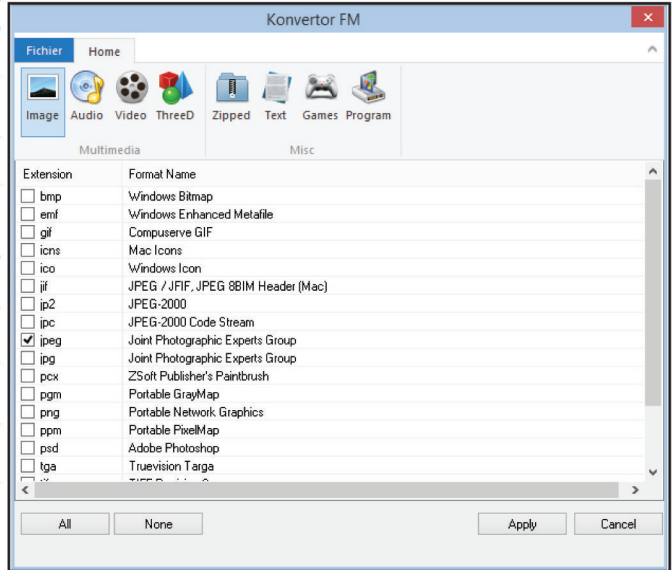 Konvertor FM
Fichier Home
Image Audio Video ThreeD Zipped Text Games Program
Multimedia Misc
Extension Format Name
bmp Windows Bitmap
emf Windows Enhanced Metafile
gif Compuserve GIF
icns Mac Icons
ico Windows Icon
jif JPEG / JFIF, JPEG 8BIM Header (Mac)
jp2 JPEG-2000
jpc JPEG-2000 Code Stream
jpeg Joint Photographic Experts Group
jpg Joint Photographic Experts Group
pcx ZSoft Publisher's Paintbrush
pgm Portable GrayMap
png Portable Network Graphics
ppm Portable PixelMap
psd Adobe Photoshop
tga Truevision Targa
All None Apply Cancel